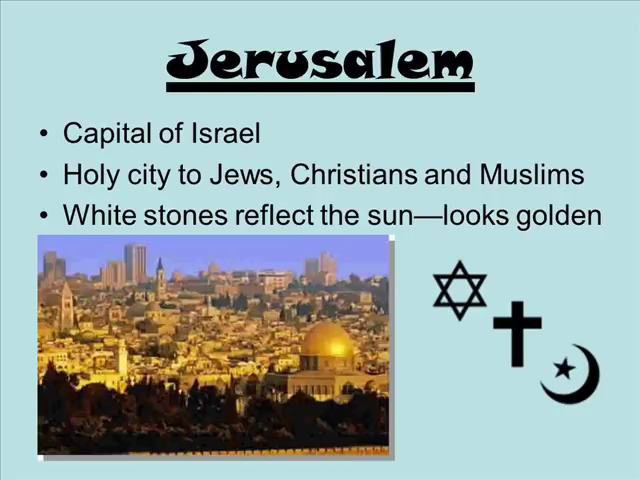 Jerusalem
• Capital of Israel
• Holy city to Jews, Christians and Muslims
• White stones reflect the sun—looks golden